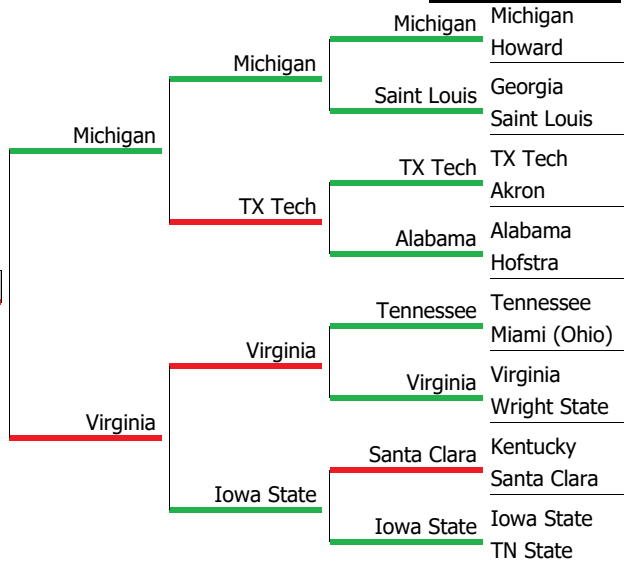 Michigan
Michigan
Howard
Michigan
Saint Louis
Georgia
Saint Louis
Michigan
TX Tech
TX Tech
TX Tech
Akron
Alabama
Alabama
Hofstra
Tennessee
Tennessee
Miami (Ohio)
Virginia
Virginia
Virginia
Wright State
Virginia
Santa Clara
Kentucky
Santa Clara
Iowa State
Iowa State
Iowa State
TN State